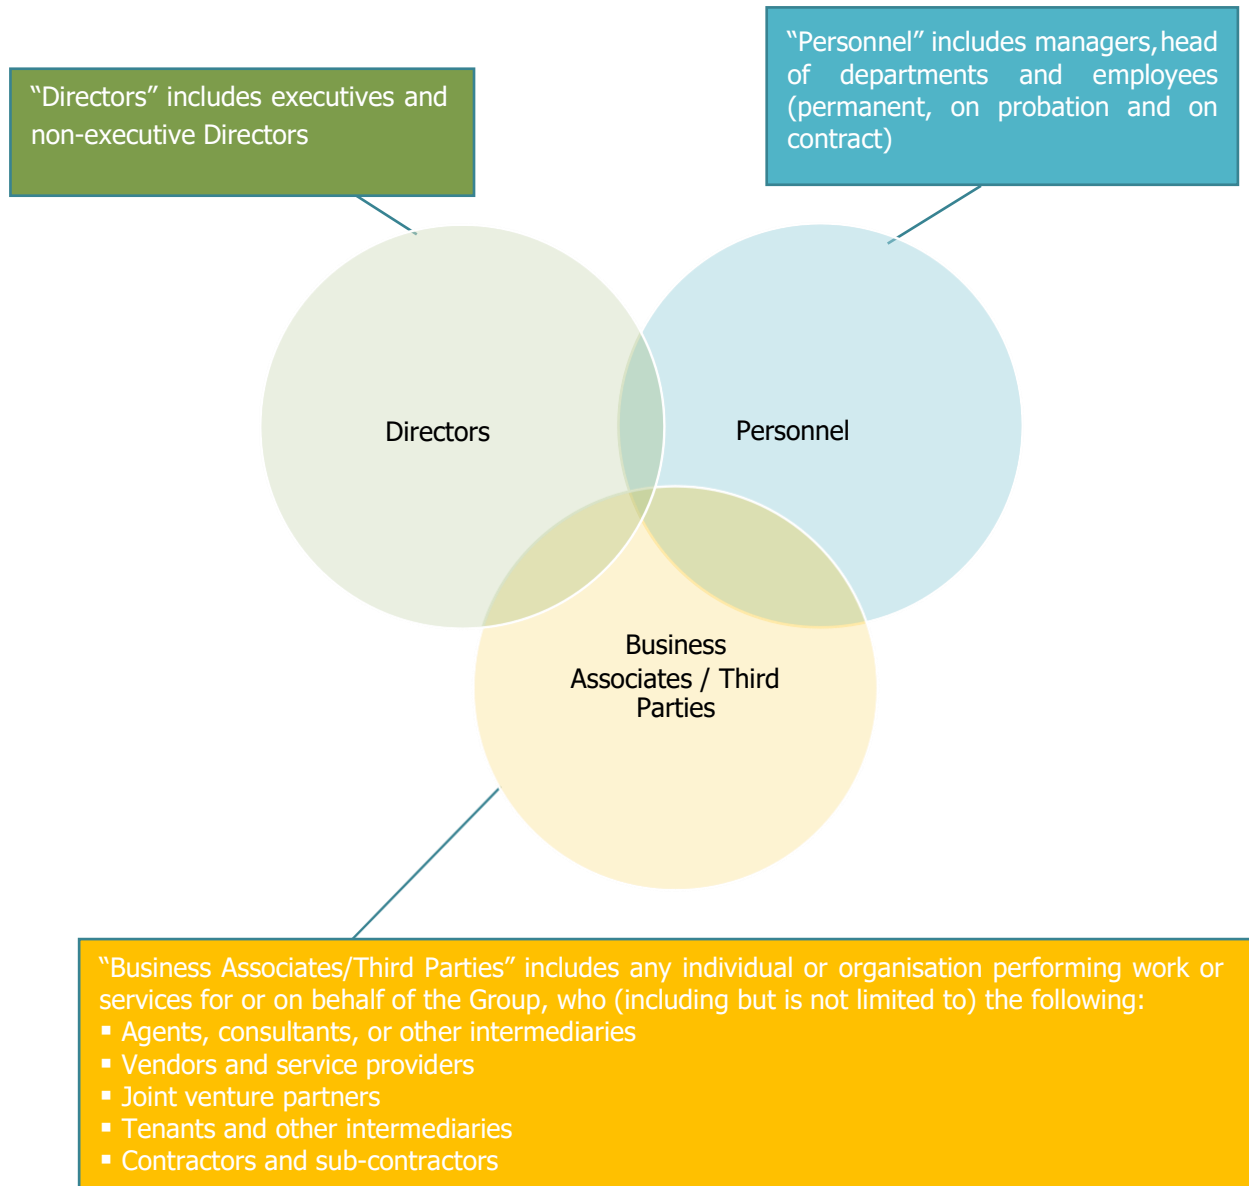 “Directors” includes executives and
non-executive Directors
“Personnel” includes managers, head
of departments and employees
(permanent, on probation and on
contract)
Directors
Personnel
Business
Associates / Third
Parties
“Business Associates/Third Parties” includes any individual or organisation performing work or
services for or on behalf of the Group, who (including but is not limited to) the following:
▪ Agents, consultants, or other intermediaries
▪ Vendors and service providers
▪ Joint venture partners
▪ Tenants and other intermediaries
▪ Contractors and sub-contractors